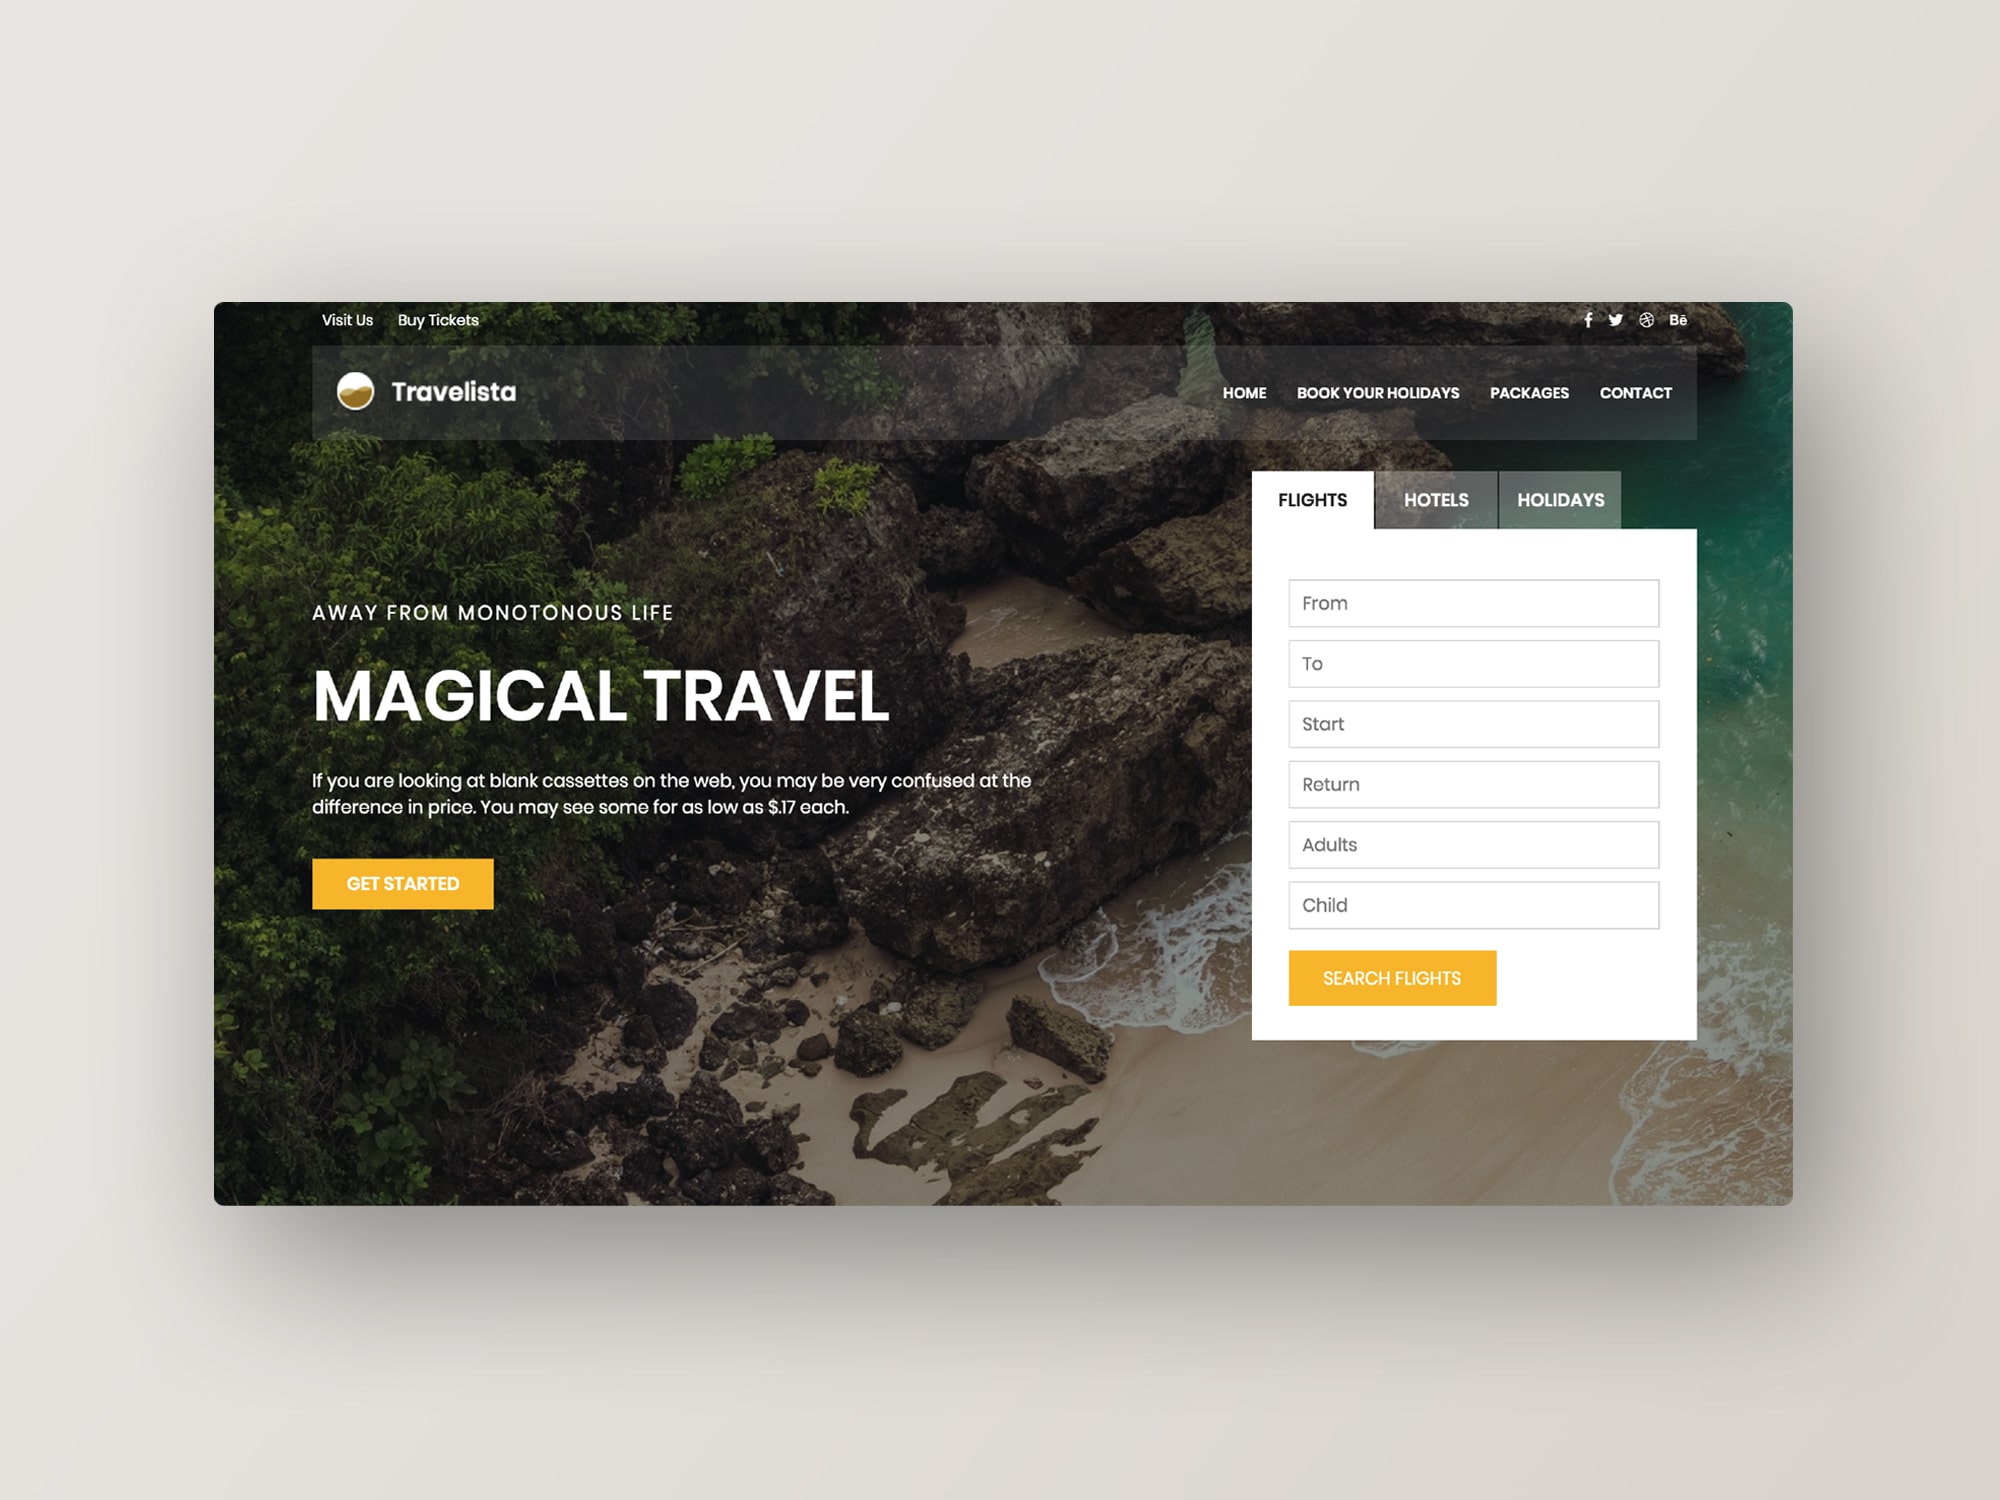 Visit Us Buy Tickets
Bē
Travelista
HOME BOOK YOUR HOLIDAYS PACKAGES CONTACT
FLIGHTS HOTELS HOLIDAYS
AWAY FROM MONOTONOUS LIFE
MAGICAL TRAVEL
If you are looking at blank cassettes on the web, you may be very confused at the
difference in price. You may see some for as low as $.17 each.
GET STARTED
From
To
Start
Return
Adults
Child
SEARCH FLIGHTS